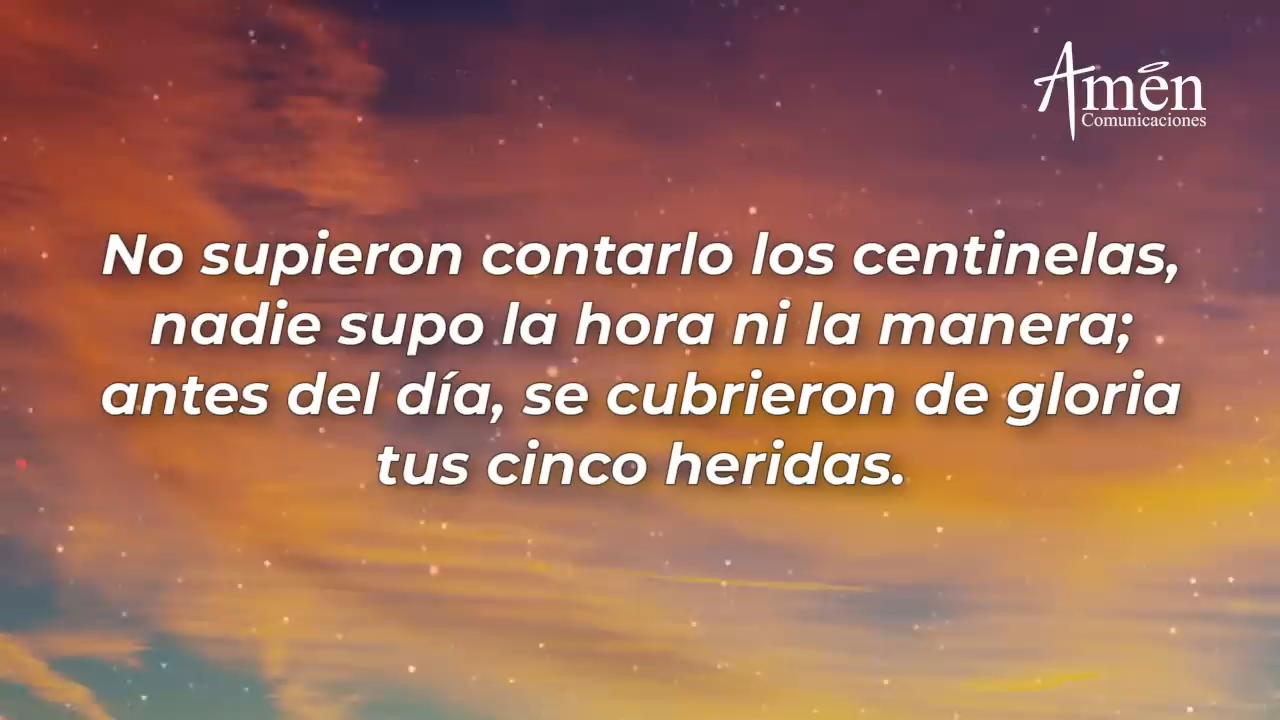 Amén
Comunicaciones
No supieron contarlo los centinelas,
nadie supo la hora ni la manera;
antes del día, se cubrieron de gloria
tus cinco heridas.